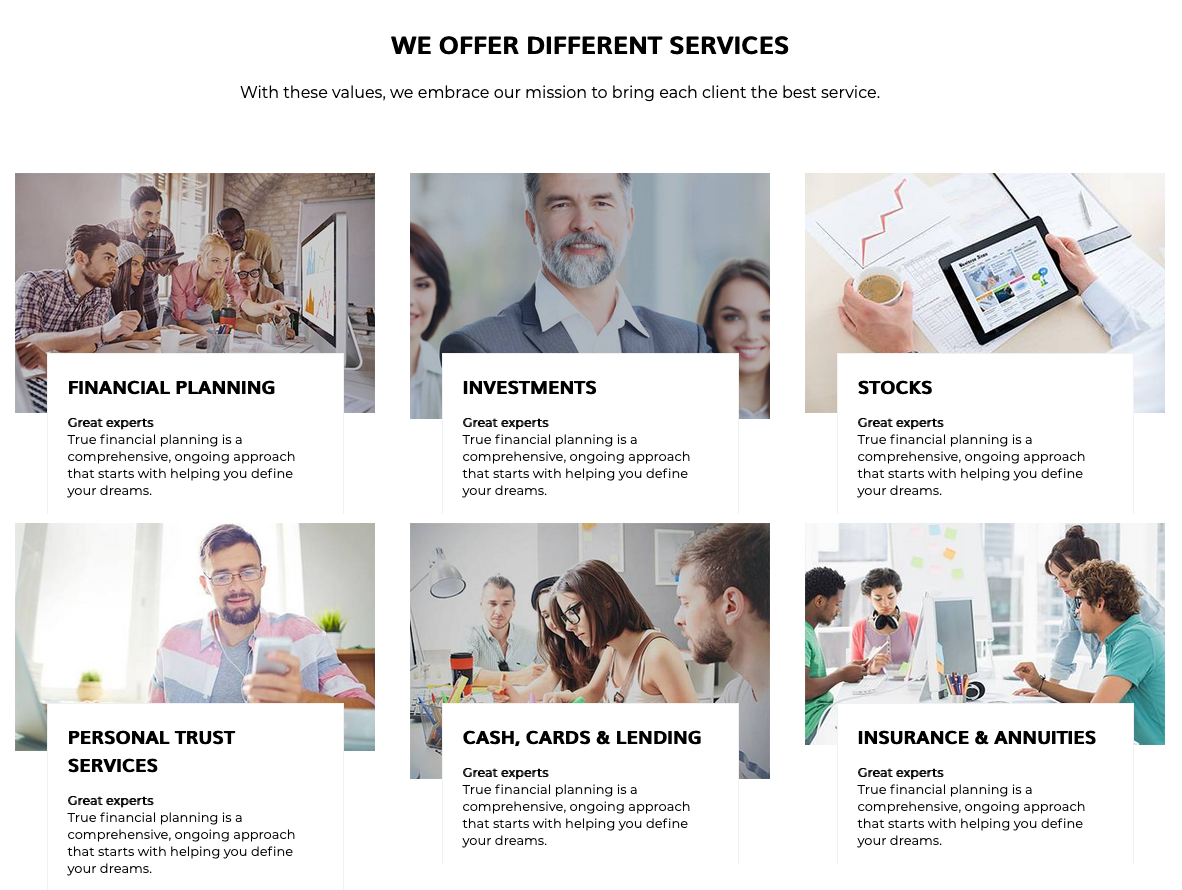 WE OFFER DIFFERENT SERVICES
With these values, we embrace our mission to bring each client the best service.
Business News
FINANCIAL PLANNING
Great experts
True financial planning is a
comprehensive, ongoing approach
that starts with helping you define
your dreams.
INVESTMENTS
Great experts
True financial planning is a
comprehensive, ongoing approach
that starts with helping you define
your dreams.
STOCKS
Great experts
True financial planning is a
comprehensive, ongoing approach
that starts with helping you define
your dreams.
PERSONAL TRUST
SERVICES
Great experts
True financial planning is a
comprehensive, ongoing approach
that starts with helping you define
your dreams.
CASH, CARDS & LENDING
Great experts
True financial planning is a
comprehensive, ongoing approach
that starts with helping you define
your dreams.
INSURANCE & ANNUITIES
Great experts
True financial planning is a
comprehensive, ongoing approach
that starts with helping you define
your dreams.